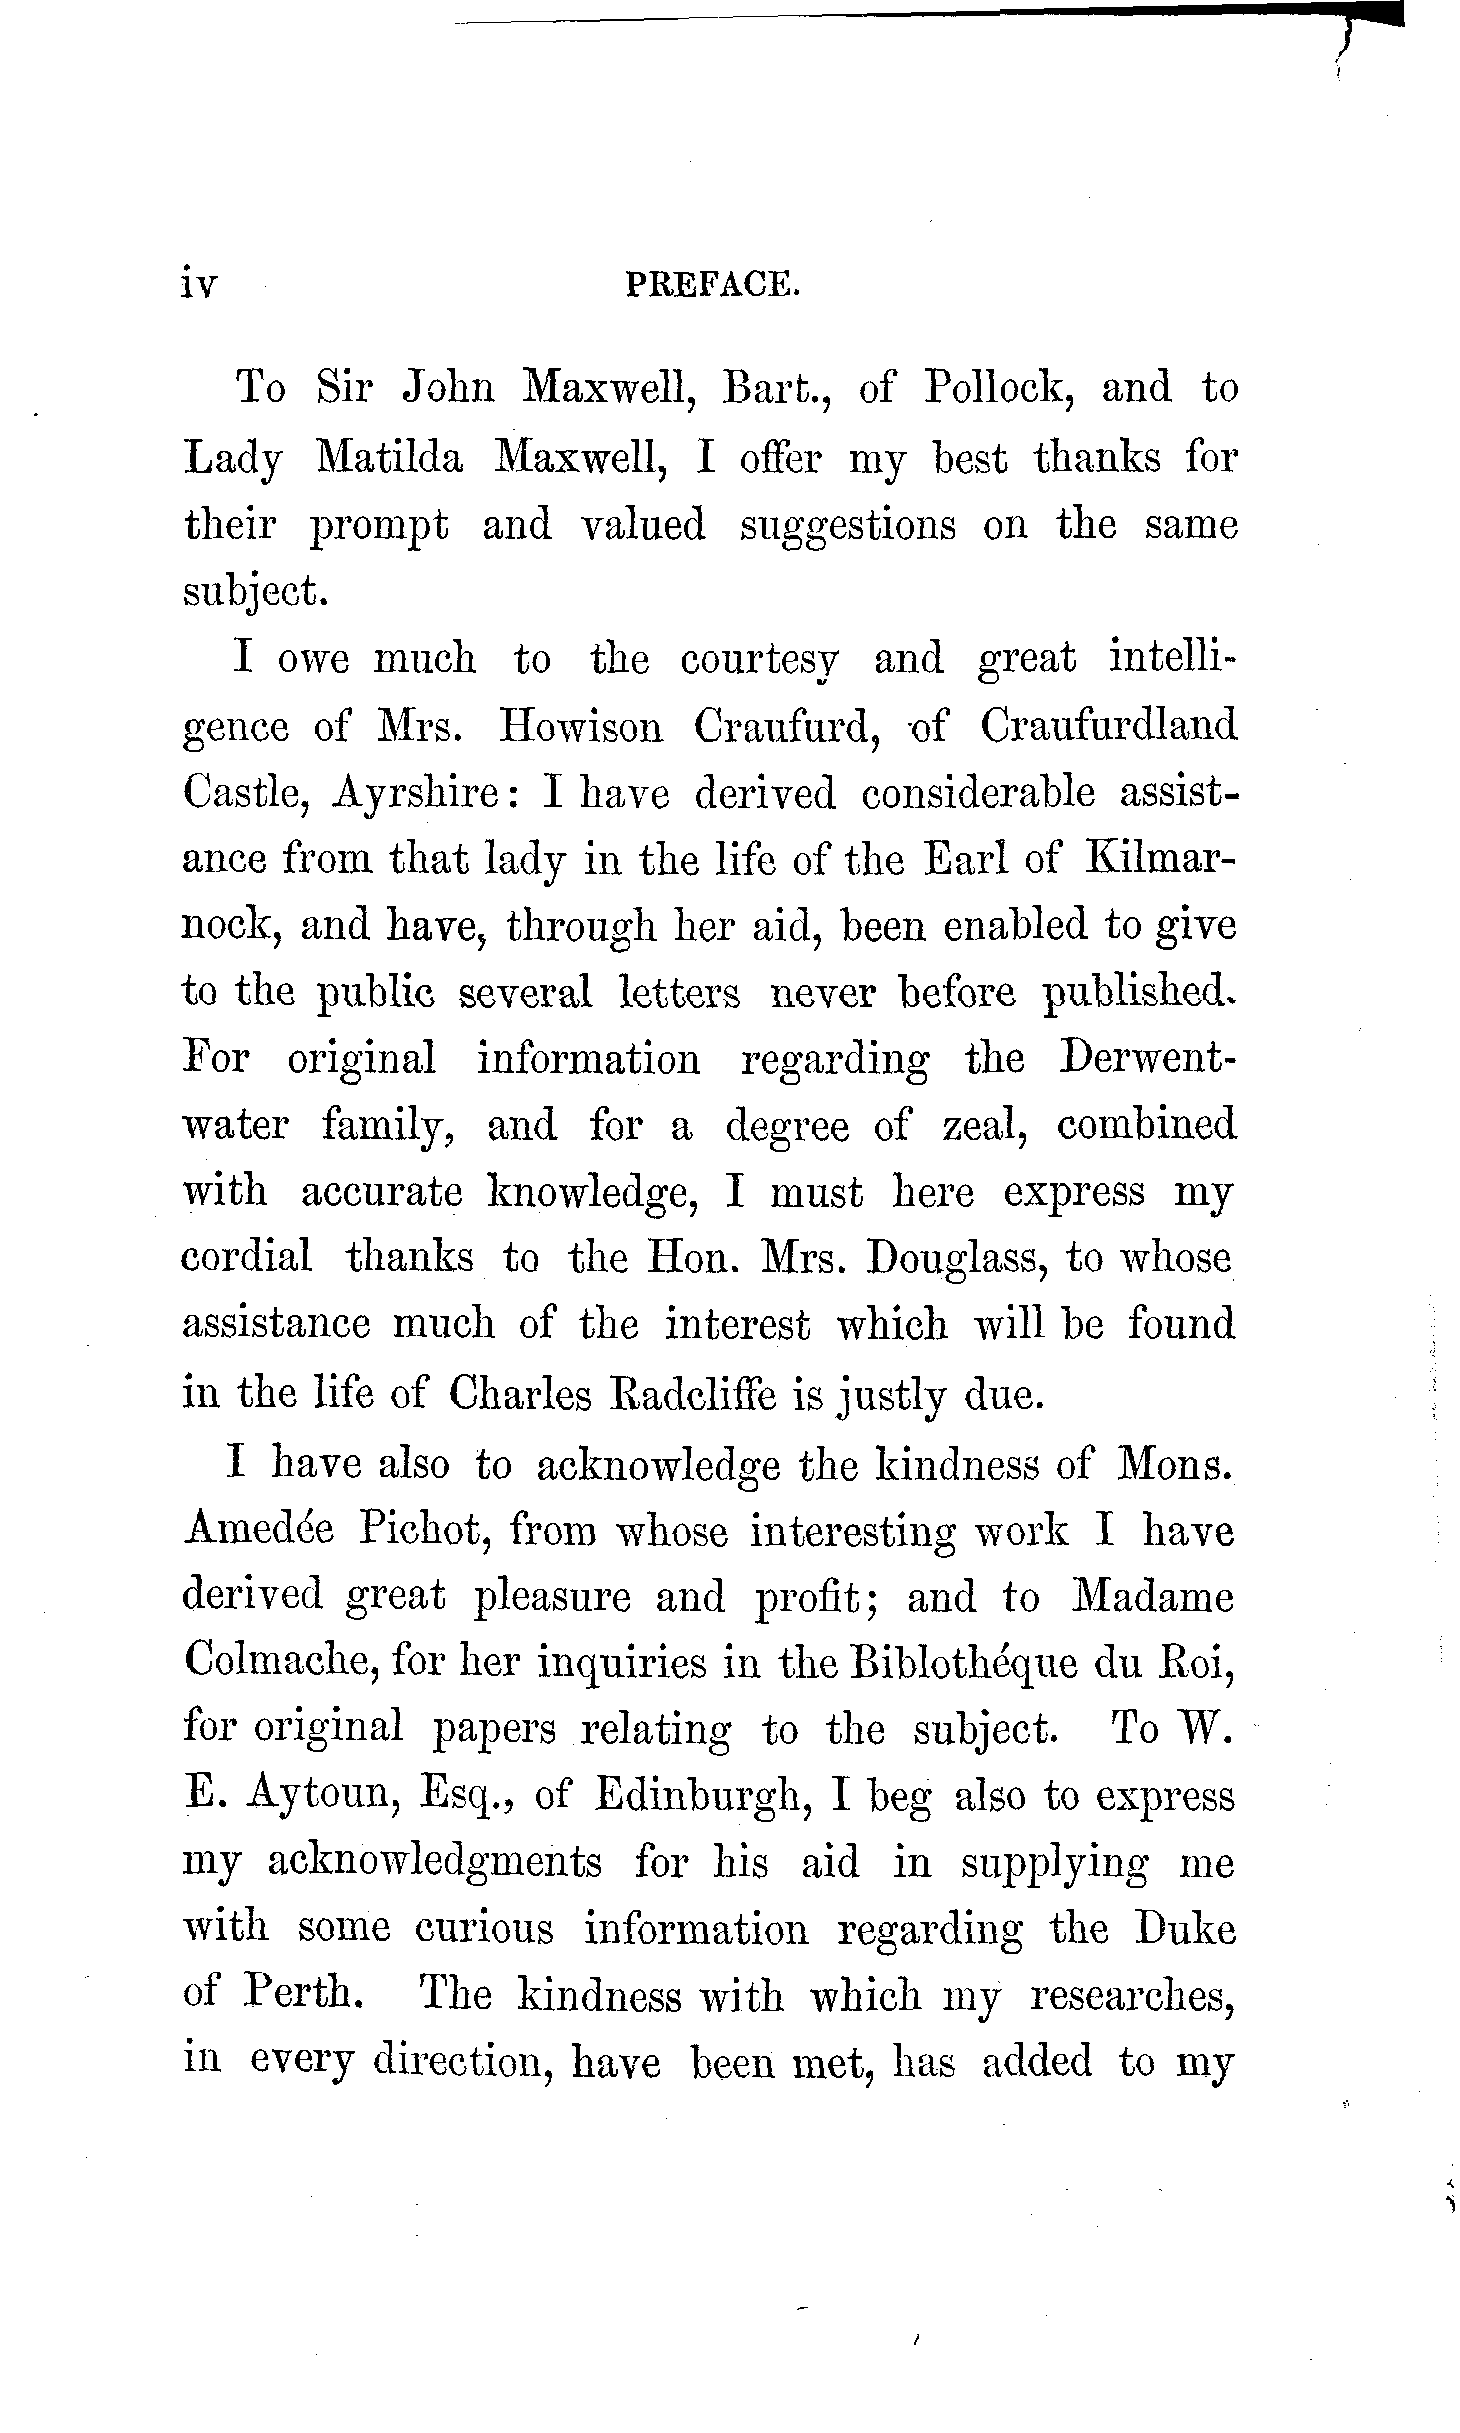 iv PREFACE.
To Sir John Maxwell, Bart., of Pollock, and to
Lady Matilda Maxwell, I offer my best thanks for
their prompt and valued suggestions on the same
subject.
I owe much to the courtesy and great intelli-
gence of Mrs. Howison Craufurd, of Craufurdland
Castle, Ayrshire: I have derived considerable assist-
ance from that lady in the life of the Earl of Kilmar-
nock, and have, through her aid, been enabled to give
to the public several letters never before published.
For original information regarding the Derwent-
water family, and for a degree of zeal, combined
with accurate knowledge, I must here express my
cordial thanks to the Hon. Mrs. Douglass, to whose
assistance much of the interest which will be found
in the life of Charles Radcliffe is justly due.
I have also to acknowledge the kindness of Mons.
Amedée Pichot, from whose interesting work I have
derived great pleasure and profit; and to Madame
Colmache, for her inquiries in the Biblothéque du Roi,
for original papers relating to the subject. To W.
E. Aytoun, Esq., of Edinburgh, I beg also to express
my acknowledgments for his aid in supplying me
with some curious information regarding the Duke
of Perth. The kindness with which my researches,
in every direction, have been met, has added to my